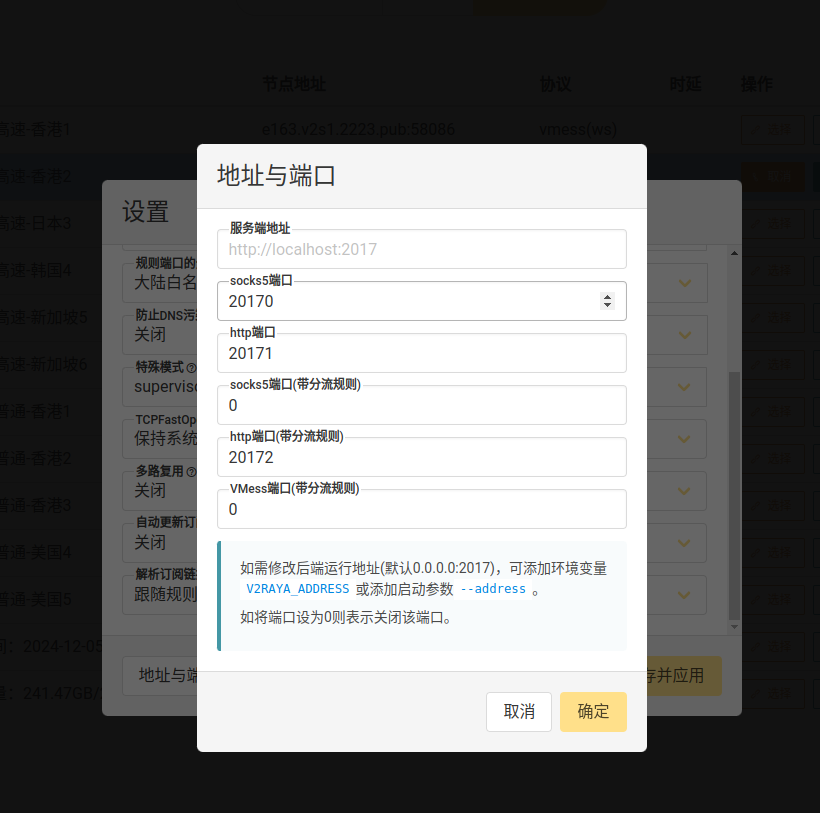 节点地址 协议 时延 操作
高速-香港1 e163.v2s1.2223.pub:58086 vmess(ws)
高速-香港2
高速-日本3
高速-韩国4
高速-新加坡5
高速-新加坡6
普通-香港1
普通-香港2
普通-香港3
普通-美国4
普通-美国5
: 2024-12-05
: 241.47GB/
设置
规则端口的
大陆白名
防止DNS污
关闭
特殊模式
superviso
TCPFastOp
保持系统
多路复用
关闭
自动更新订
关闭
解析订阅链
跟随规则
地址与端
存并应用
地址与端口
服务端地址
http://localhost:2017
socks5端口
20170
http端口
20171
socks5端口(带分流规则)
0
http端口(带分流规则)
20172
VMess端口(带分流规则)
0
如需修改后端运行地址(默认0.0.0.0:2017)，可添加环境变量
V2RAYA_ADDRESS 或添加启动参数 --address 。
如将端口设为0则表示关闭该端口。
取消 确定